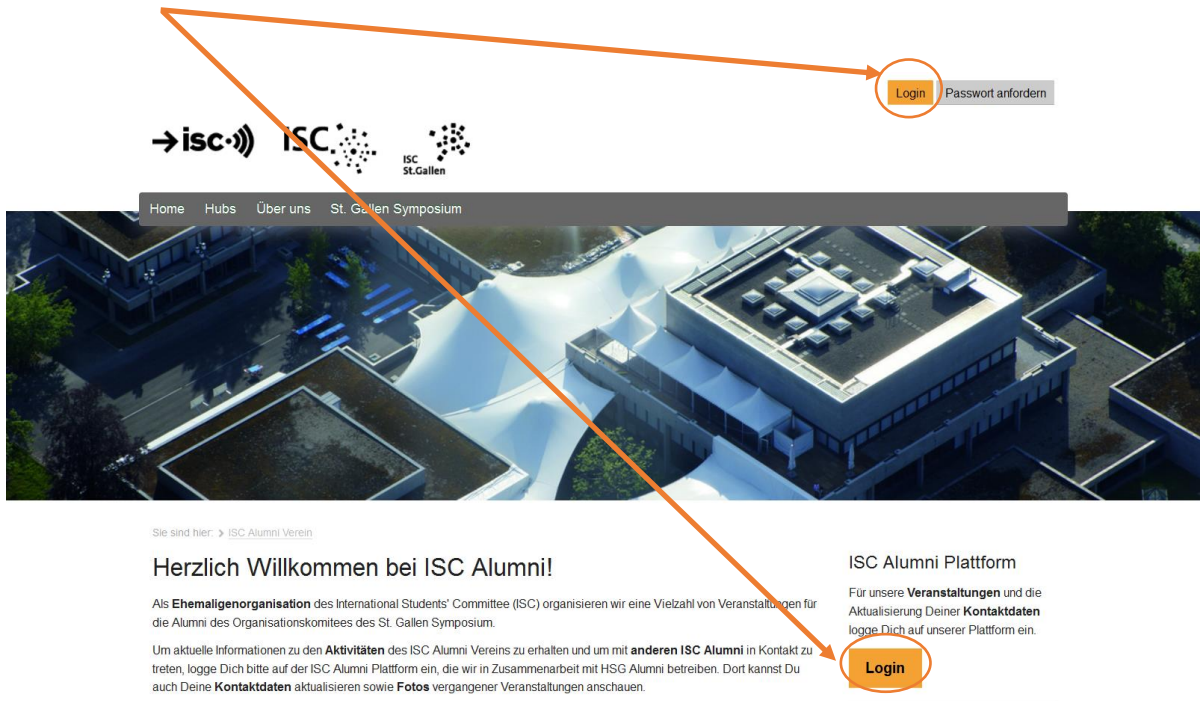 Login Passwort anfordern
→isc·))) ISC ISC St.Gallen
Home Hubs Über uns St. Gallen Symposium
Sie sind hier: > ISC Alumni Verein
Herzlich Willkommen bei ISC Alumni!
Als Ehemaligenorganisation des International Students' Committee (ISC) organisieren wir eine Vielzahl von Veranstaltungen für
die Alumni des Organisationskomitees des St. Gallen Symposium.
Um aktuelle Informationen zu den Aktivitäten des ISC Alumni Vereins zu erhalten und um mit anderen ISC Alumni in Kontakt zu
treten, logge Dich bitte auf der ISC Alumni Plattform ein, die wir in Zusammenarbeit mit HSG Alumni betreiben. Dort kannst Du
auch Deine Kontaktdaten aktualisieren sowie Fotos vergangener Veranstaltungen anschauen.
ISC Alumni Plattform
Für unsere Veranstaltungen und die
Aktualisierung Deiner Kontaktdaten
logge Dich auf unserer Plattform ein.
Login